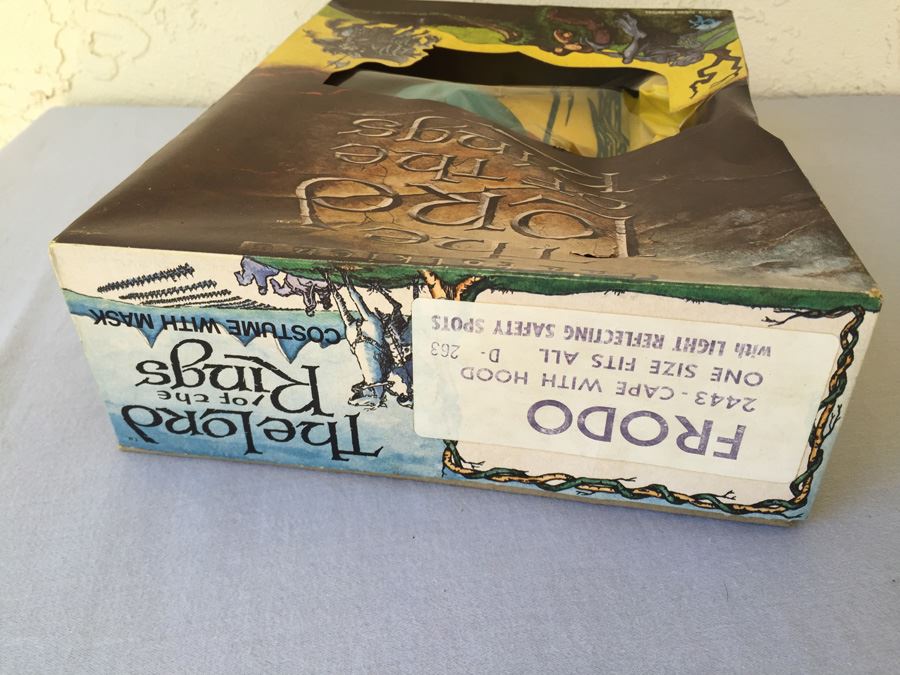 The Lord
of the
Rings
™
COSTUME WITH MASK
FRODO
2443 - CAPE WITH HOOD
ONE SIZE FITS ALL D- 263
with LIGHT REFLECTING SAFETY SPOTS
The
Lord
of the
Rings